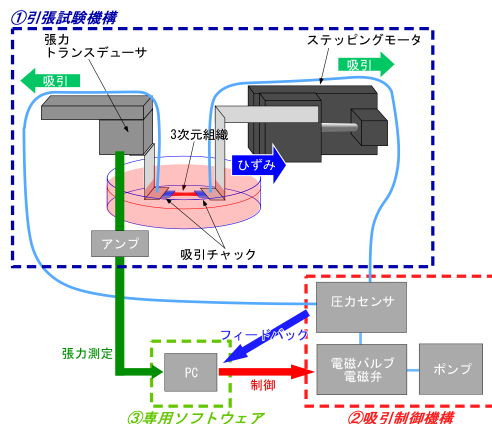 ①引張試験機構
張力
トランスデューサ
ステッピングモータ
吸引
吸引
3次元組織
ひずみ
吸引チャック
アンプ
圧力センサ
フィードバック
張力測定
PC
制御
電磁バルブ
電磁弁
ポンプ
③専用ソフトウェア
②吸引制御機構